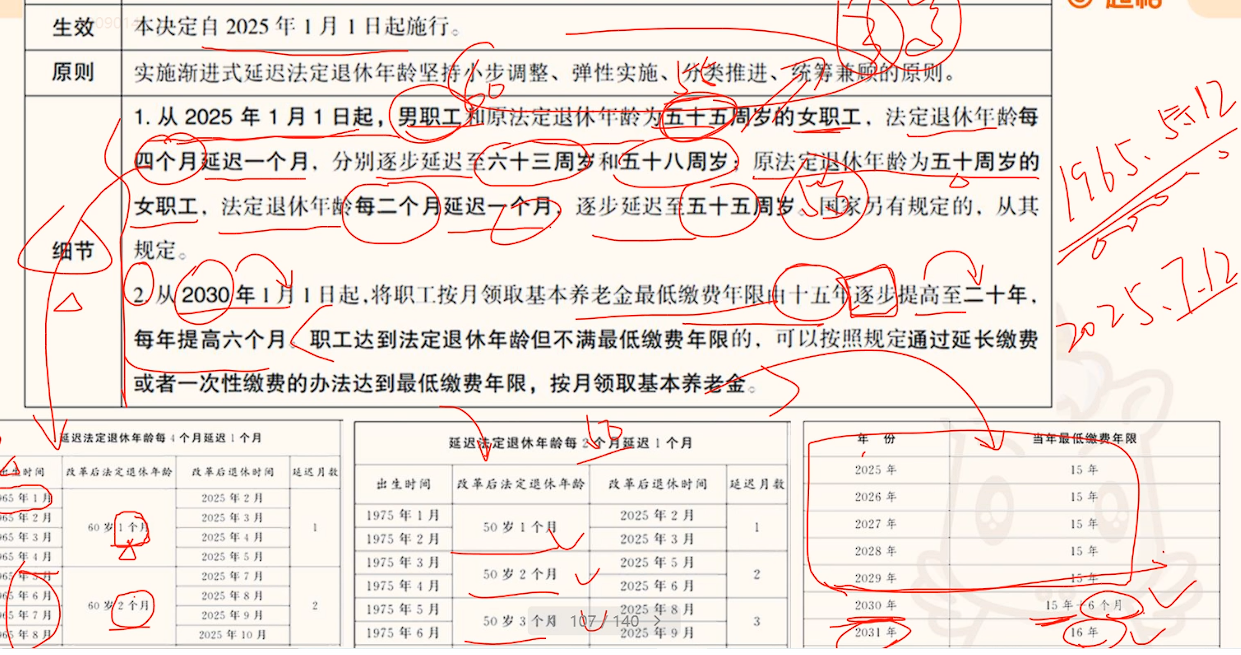 生效 本决定自 2025 年 1 月 1 日起施行。
原则 实施渐进式延迟法定退休年龄坚持小步调整、弹性实施、分类推进、统筹兼顾的原则。
细节
1. 从 2025 年 1 月 1 日起，男职工和原法定退休年龄为五十五周岁的女职工，法定退休年龄每
四个月延迟一个月，分别逐步延迟至六十三周岁和五十八周岁；原法定退休年龄为五十周岁的
女职工，法定退休年龄每二个月延迟一个月，逐步延迟至五十五周岁。国家另有规定的，从其
规定。
2. 从 2030 年 1 月 1 日起，将职工按月领取基本养老金最低缴费年限由十五年逐步提高至二十年，
每年提高六个月。职工达到法定退休年龄但不满最低缴费年限的，可以按照规定通过延长缴费
或者一次性缴费的办法达到最低缴费年限，按月领取基本养老金。
60
55
53
1965.5.12
2025.7.12
延迟法定退休年龄每 4 个月延迟 1 个月
出生时间 改革后法定退休年龄 改革后退休时间 延迟月数
965 年 1 月 60 岁 1 个月 2025 年 2 月 1
965 年 2 月 2025 年 3 月
965 年 3 月 2025 年 4 月
965 年 4 月 2025 年 5 月
965 年 5 月 60 岁 2 个月 2025 年 7 月 2
965 年 6 月 2025 年 8 月
965 年 7 月 2025 年 9 月
965 年 8 月 2025 年 10 月
延迟法定退休年龄每 2 个月延迟 1 个月
出生时间 改革后法定退休年龄 改革后退休时间 延迟月数
1975 年 1 月 50 岁 1 个月 2025 年 2 月 1
1975 年 2 月 2025 年 3 月
1975 年 3 月 50 岁 2 个月 2025 年 5 月 2
1975 年 4 月 2025 年 6 月
1975 年 5 月 50 岁 3 个月 2025 年 8 月 3
1975 年 6 月 2025 年 9 月
107 / 140
年 份 当年最低缴费年限
2025 年 15 年
2026 年 15 年
2027 年 15 年
2028 年 15 年
2029 年 15 年
2030 年 15 年+6 个月
2031 年 16 年